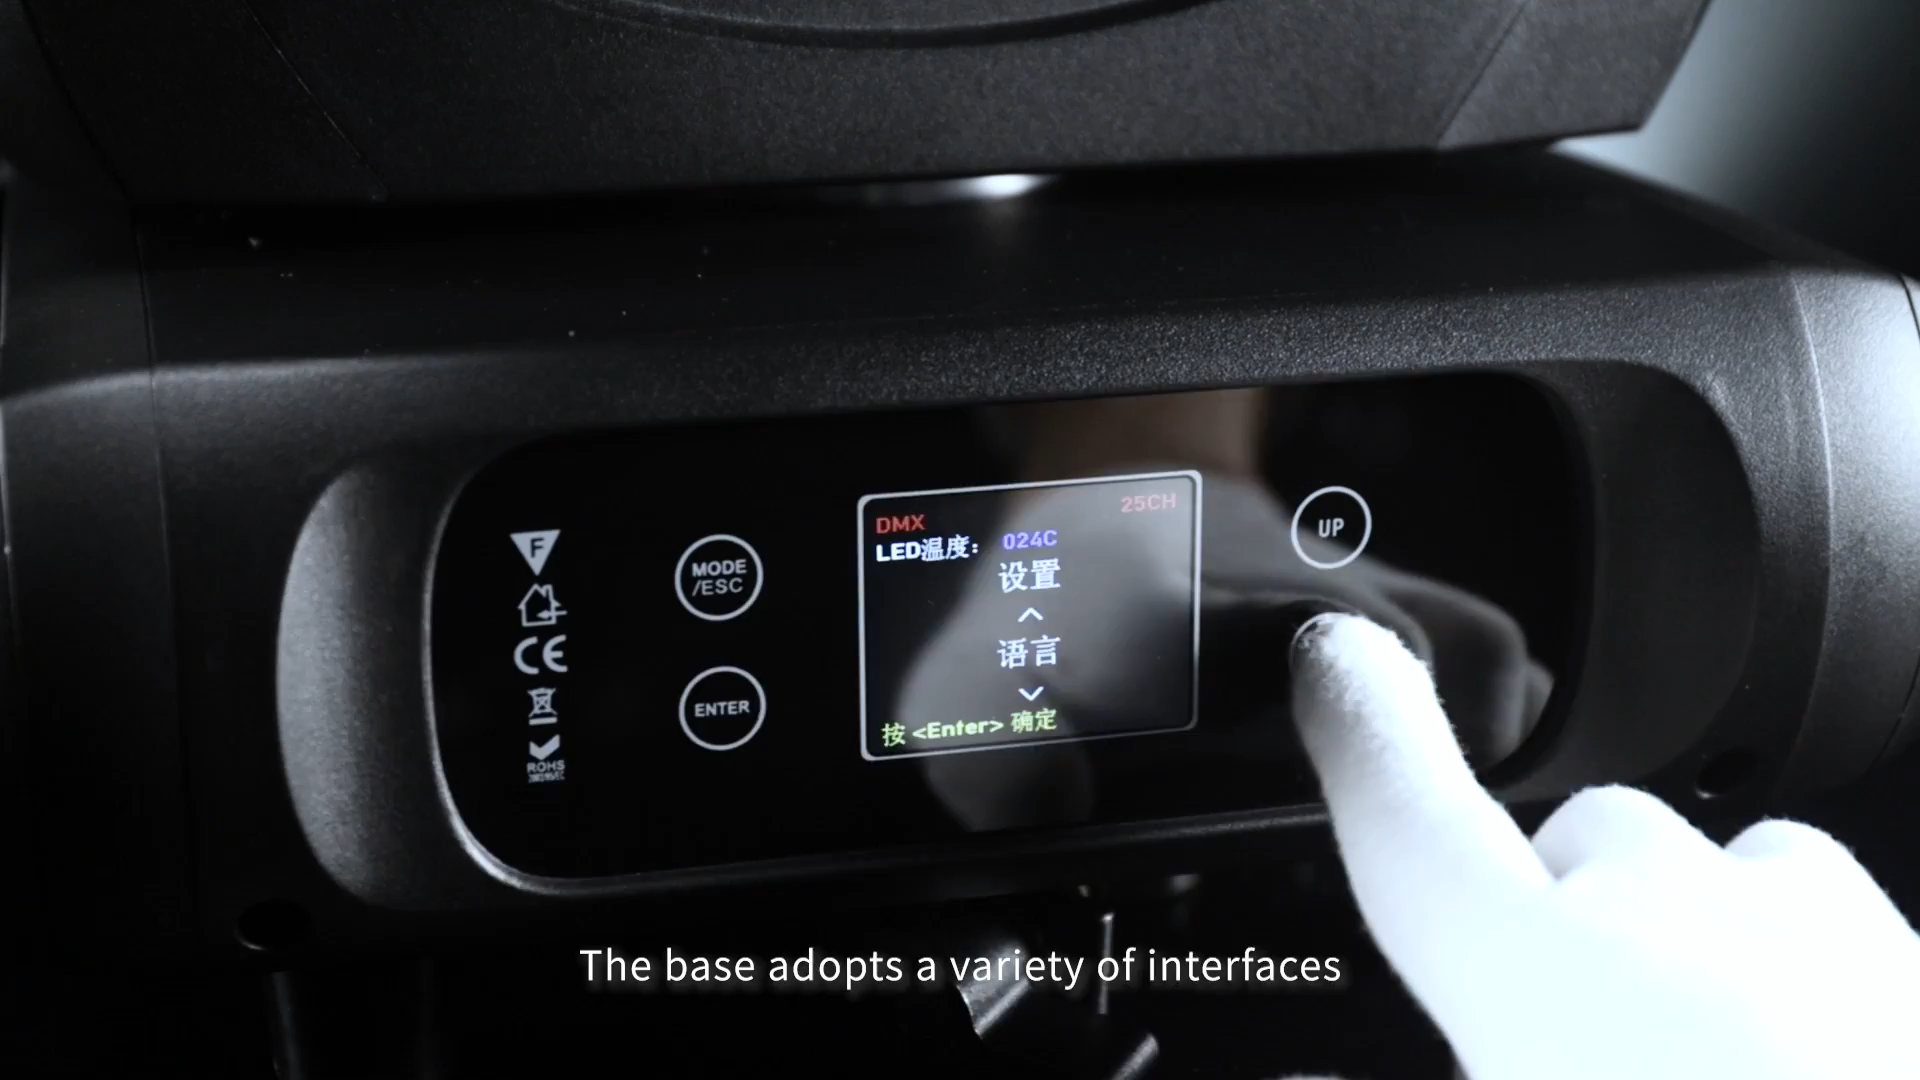 F
CE
ROHS
MODE
/ESC
ENTER
DMX
25CH
LED温度: 024C
设置
语言
按 <Enter> 确定
UP
The base adopts a variety of interfaces